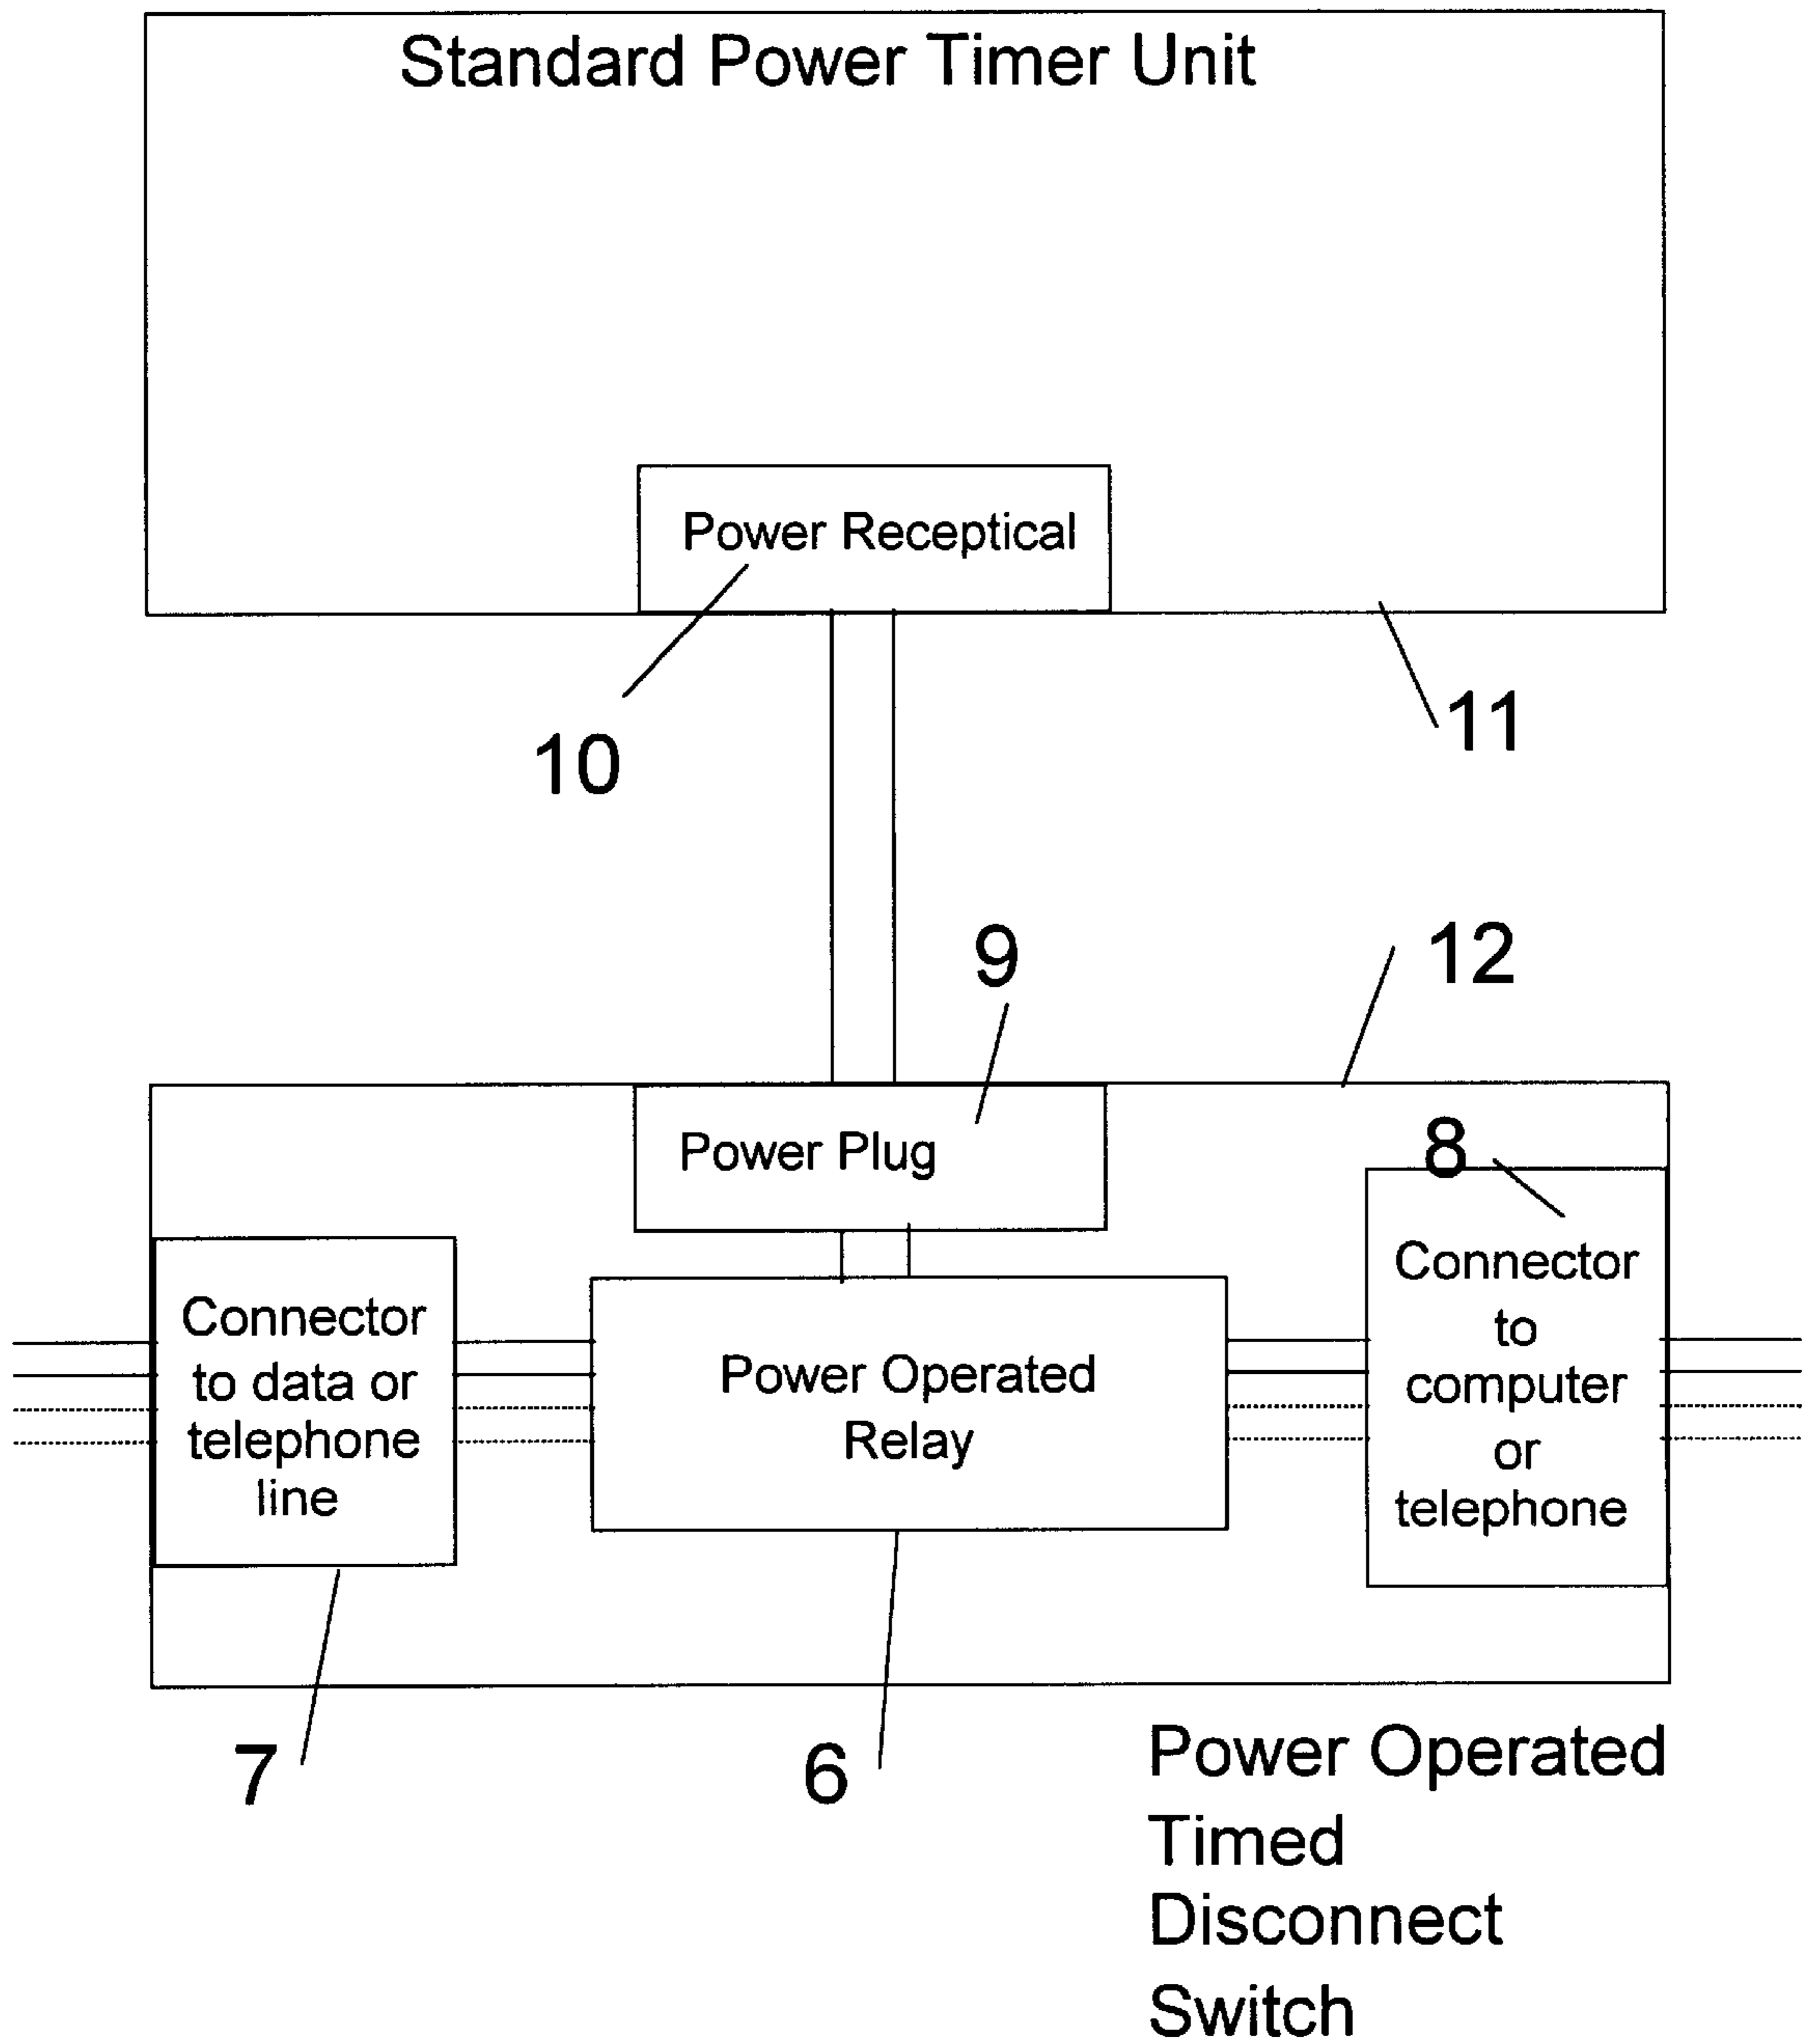 Standard Power Timer Unit
Power Receptical
10
11
9
12
Power Plug
8
Connector
to data or
telephone
line
Power Operated
Relay
Connector
to
computer
or
telephone
7
6
Power Operated
Timed
Disconnect
Switch